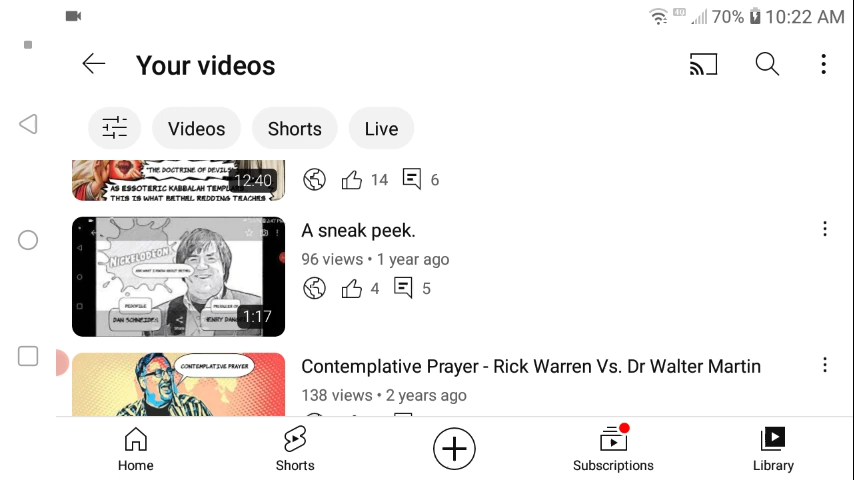 70% 10:22 AM
Your videos
Videos Shorts Live
"THE DOCTRINE OF DEVILS"
12:40
AS ESSOTERIC KABBALAH TEMPLAR
THIS IS WHAT BETHEL REDDING TEACHES
14 6
NICKELODEON
DAN SCHNEIDER
1:17
A sneak peek.
96 views • 1 year ago
4 5
CONTEMPLATIVE PRAYER
Contemplative Prayer - Rick Warren Vs. Dr Walter Martin
138 views • 2 years ago
Home Shorts Subscriptions Library